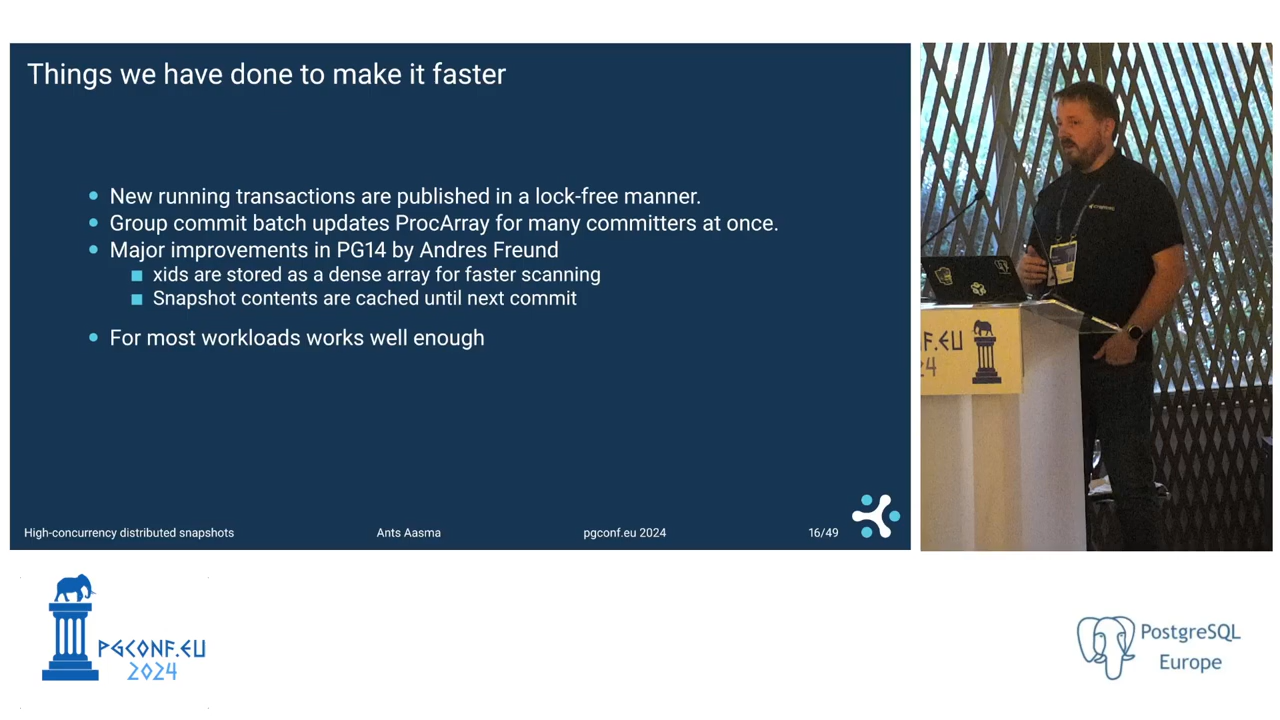 Things we have done to make it faster
New running transactions are published in a lock-free manner.
Group commit batch updates ProcArray for many committers at once.
Major improvements in PG14 by Andres Freund
xids are stored as a dense array for faster scanning
Snapshot contents are cached until next commit
For most workloads works well enough
High-concurrency distributed snapshots
Ants Aasma
pgconf.eu 2024
16/49
NF.EU
24
PGCONF.EU
2024
PostgreSQL
Europe